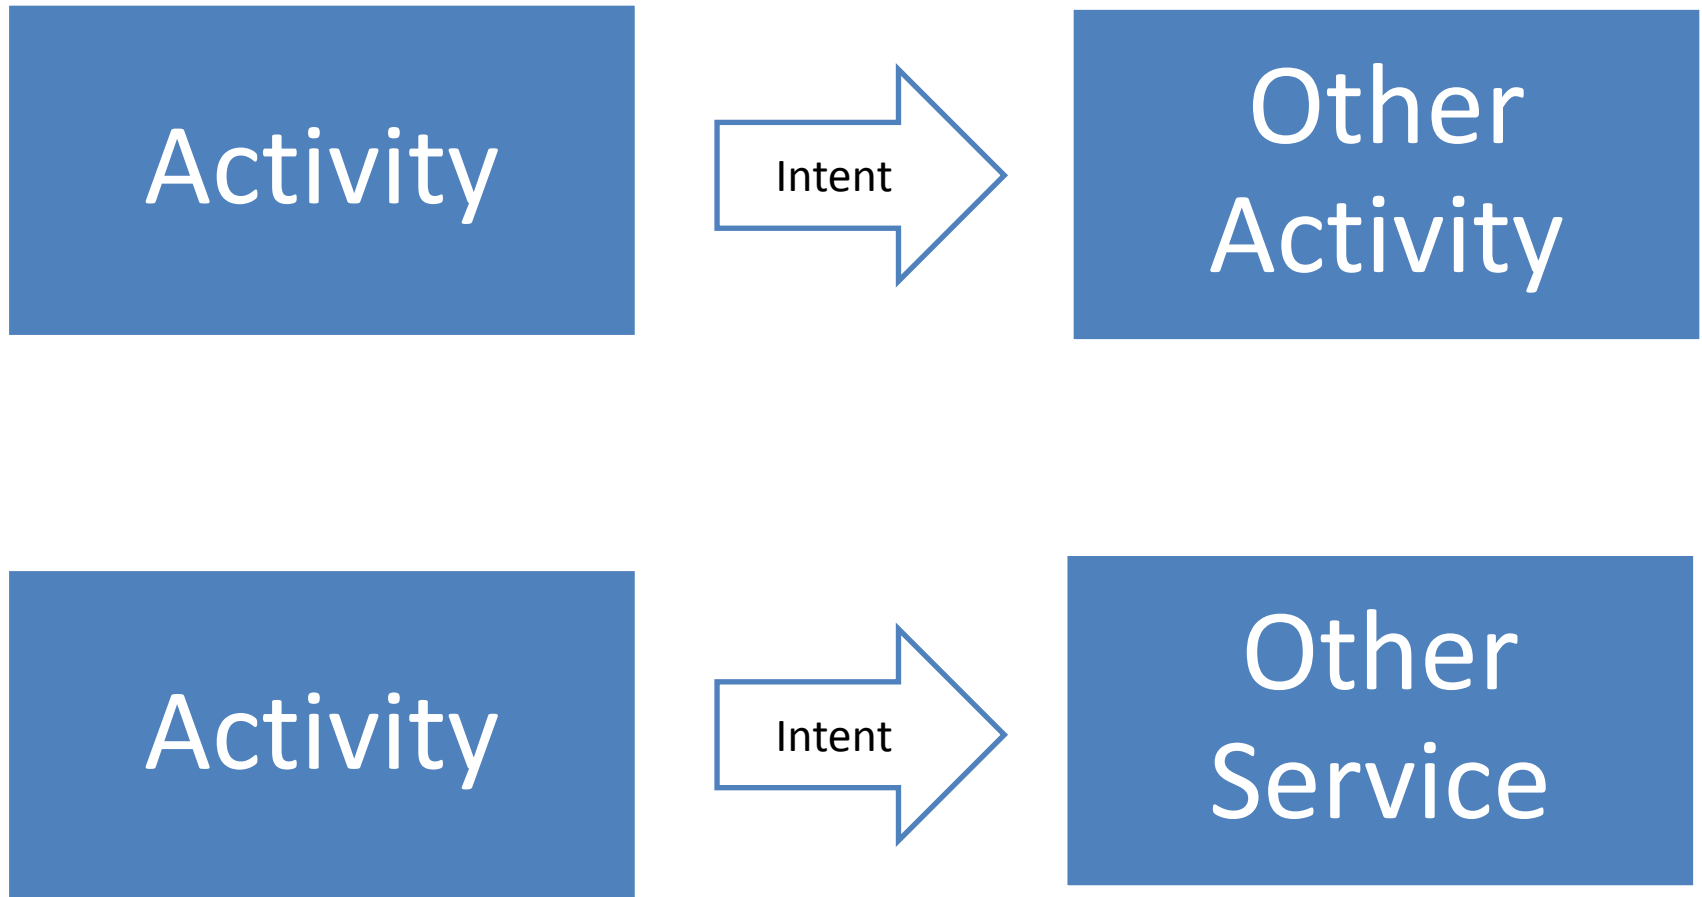 Activity
Intent
Other
Activity
Activity
Intent
Other
Service